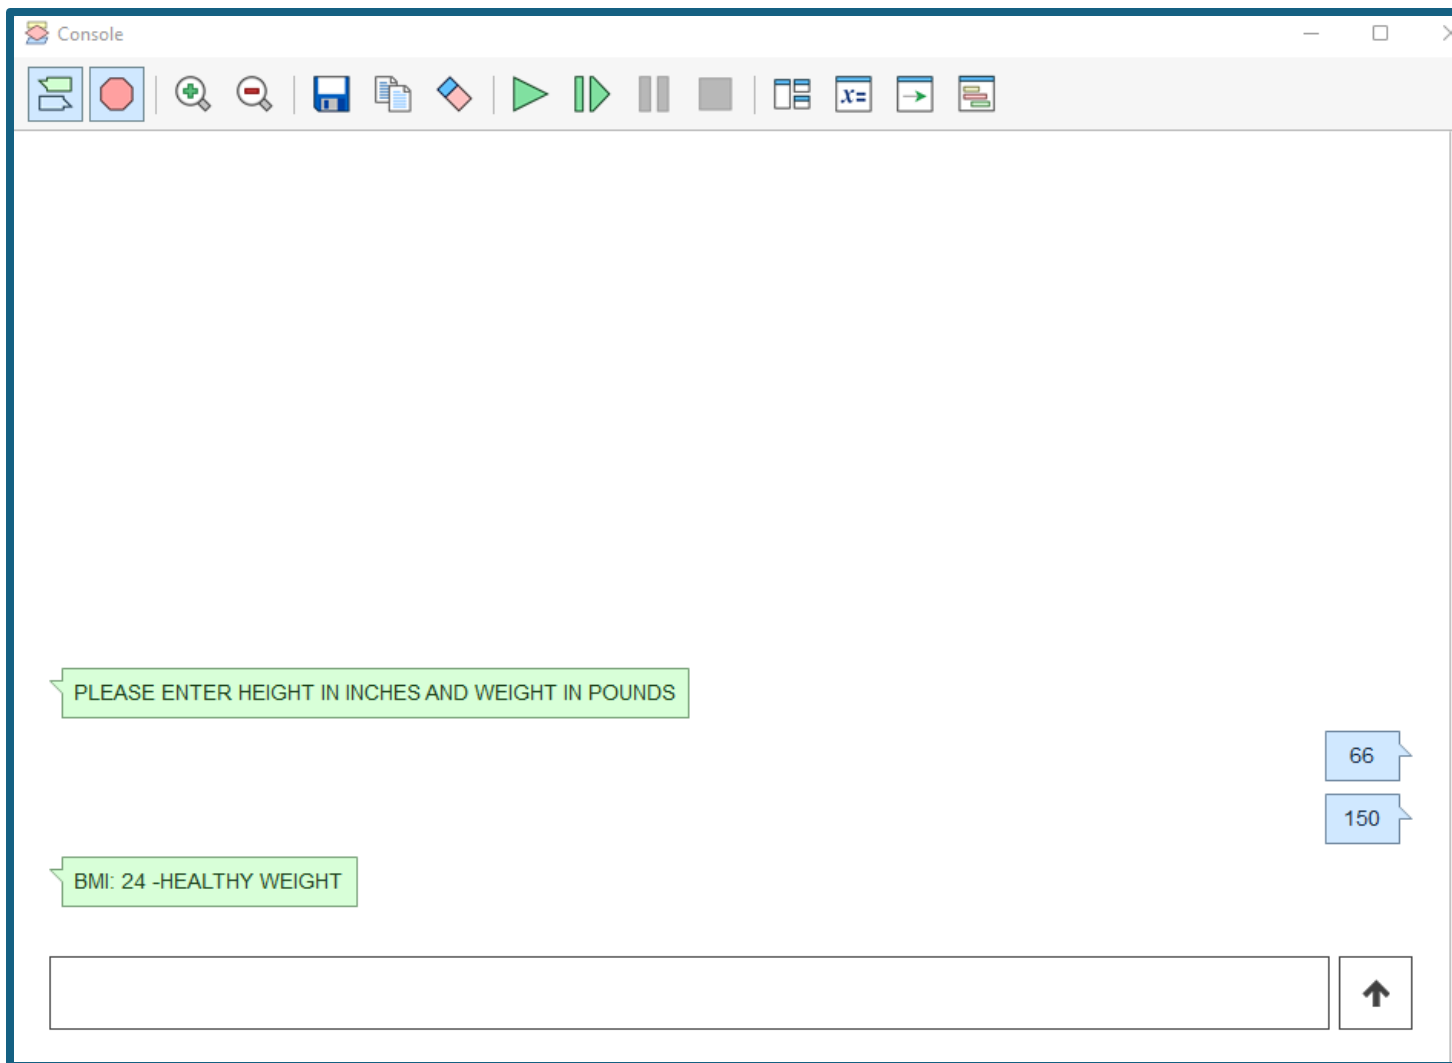 Console
x=
PLEASE ENTER HEIGHT IN INCHES AND WEIGHT IN POUNDS
66
150
BMI: 24 -HEALTHY WEIGHT